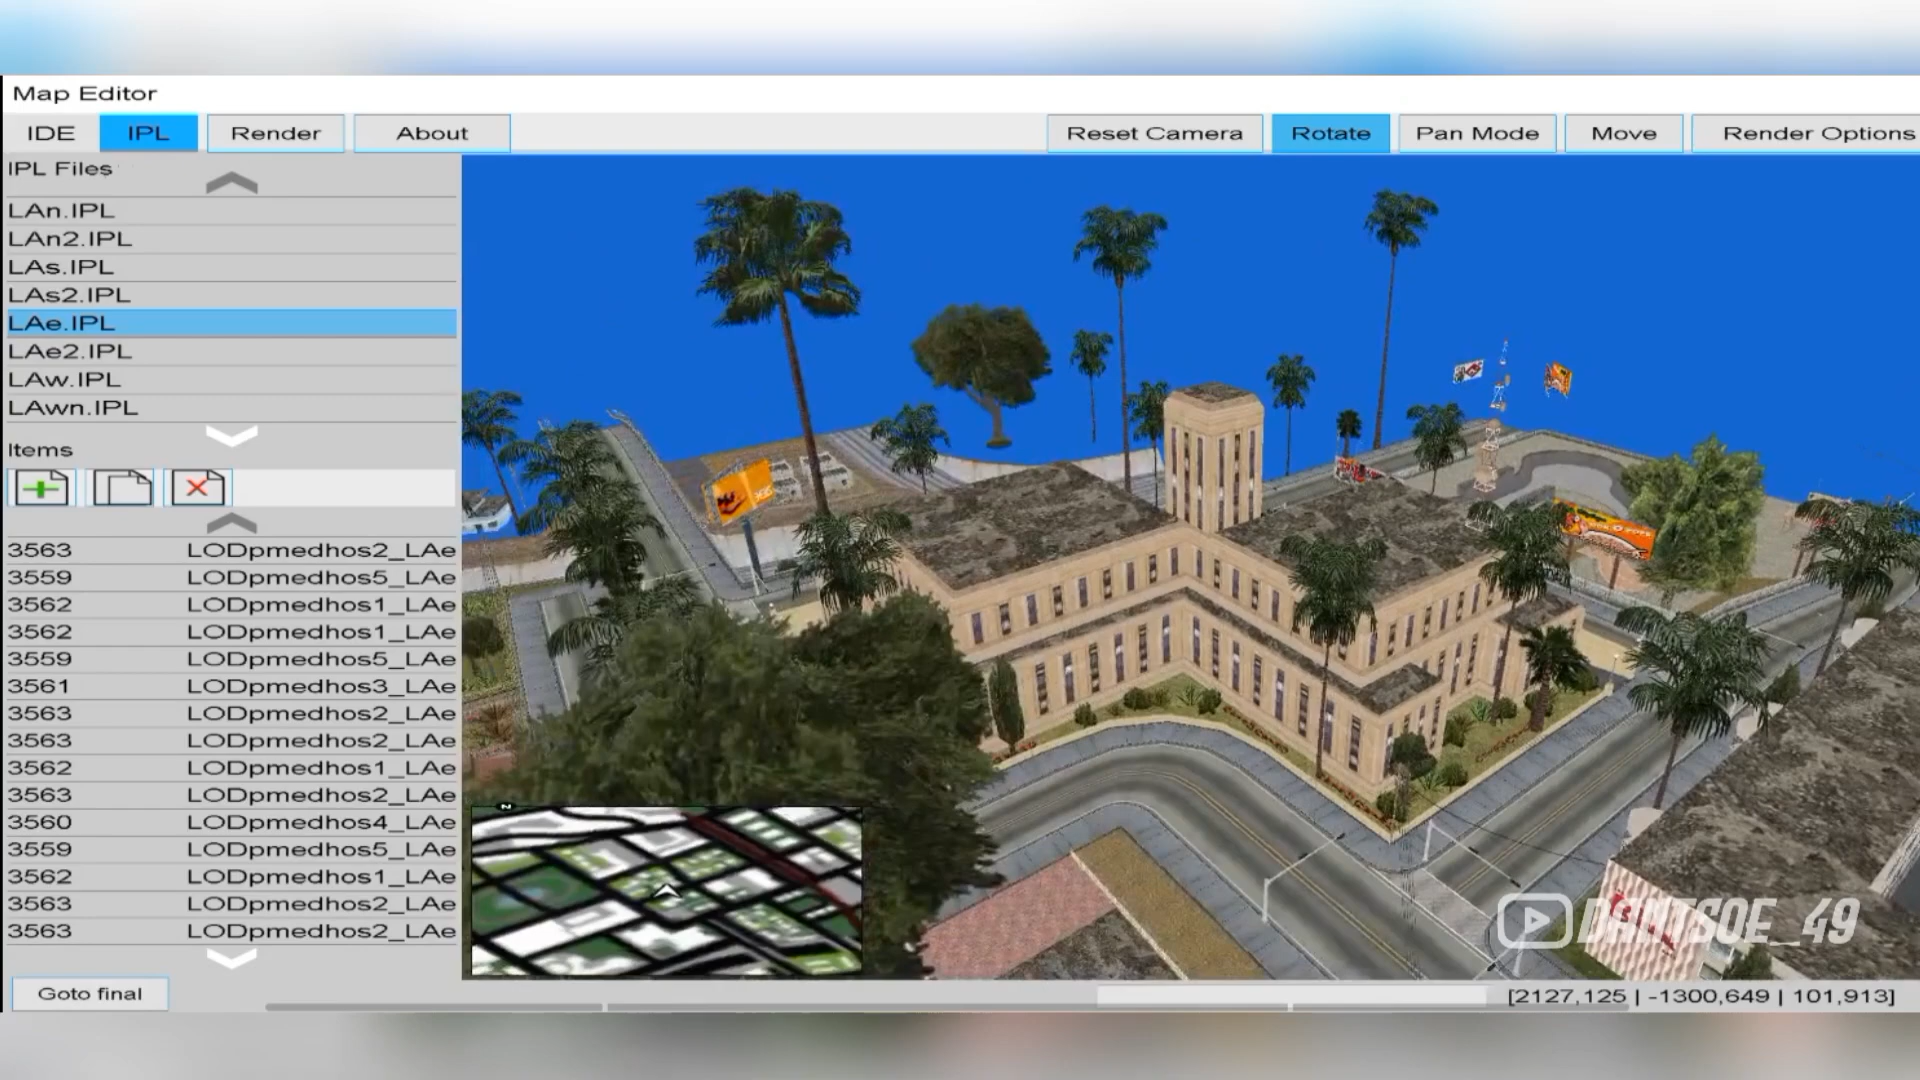 Map Editor
IDE IPL Render About Reset Camera Rotate Pan Mode Move Render Options
IPL Files
LAn.IPL
LAn2.IPL
LAs.IPL
LAs2.IPL
LAe.IPL
LAe2.IPL
LAw.IPL
LAwn.IPL
Items
3563 LODpmedhos2_LAe
3559 LODpmedhos5_LAe
3562 LODpmedhos1_LAe
3562 LODpmedhos1_LAe
3559 LODpmedhos5_LAe
3561 LODpmedhos3_LAe
3563 LODpmedhos2_LAe
3563 LODpmedhos2_LAe
3562 LODpmedhos1_LAe
3563 LODpmedhos2_LAe
3560 LODpmedhos4_LAe
3559 LODpmedhos5_LAe
3562 LODpmedhos1_LAe
3563 LODpmedhos2_LAe
3563 LODpmedhos2_LAe
N
DANTSOE_49
Goto final
[2127,125 | -1300,649 | 101,913]